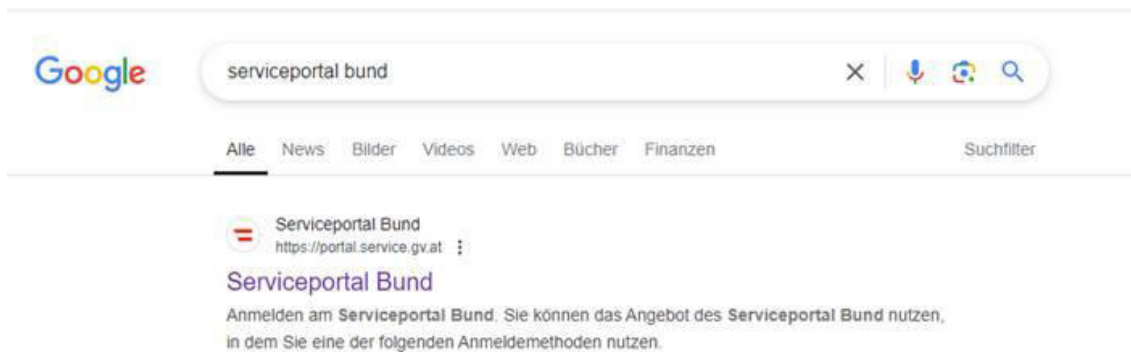 Google
serviceportal bund
Alle News Bilder Videos Web Bücher Finanzen Suchfilter
Serviceportal Bund
https://portal.service.gv.at
Serviceportal Bund
Anmelden am Serviceportal Bund. Sie können das Angebot des Serviceportal Bund nutzen,
in dem Sie eine der folgenden Anmeldemethoden nutzen.